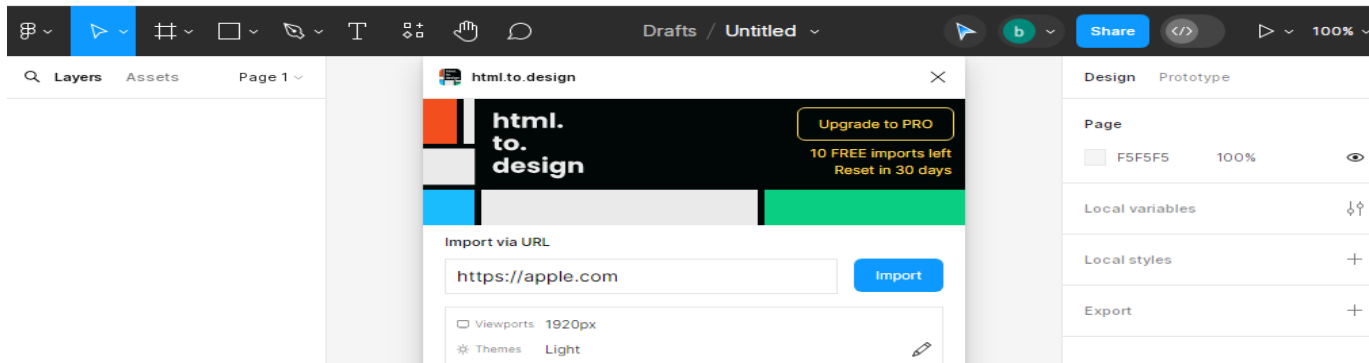 Drafts / Untitled
b
Share
100%
Layers Assets Page 1
html.to.design
Design Prototype
html.
to.
design
Upgrade to PRO
10 FREE imports left
Reset in 30 days
Page
F5F5F5 100%
Import via URL
https://apple.com
Import
Viewports 1920px
Themes Light
Local variables
Local styles
Export